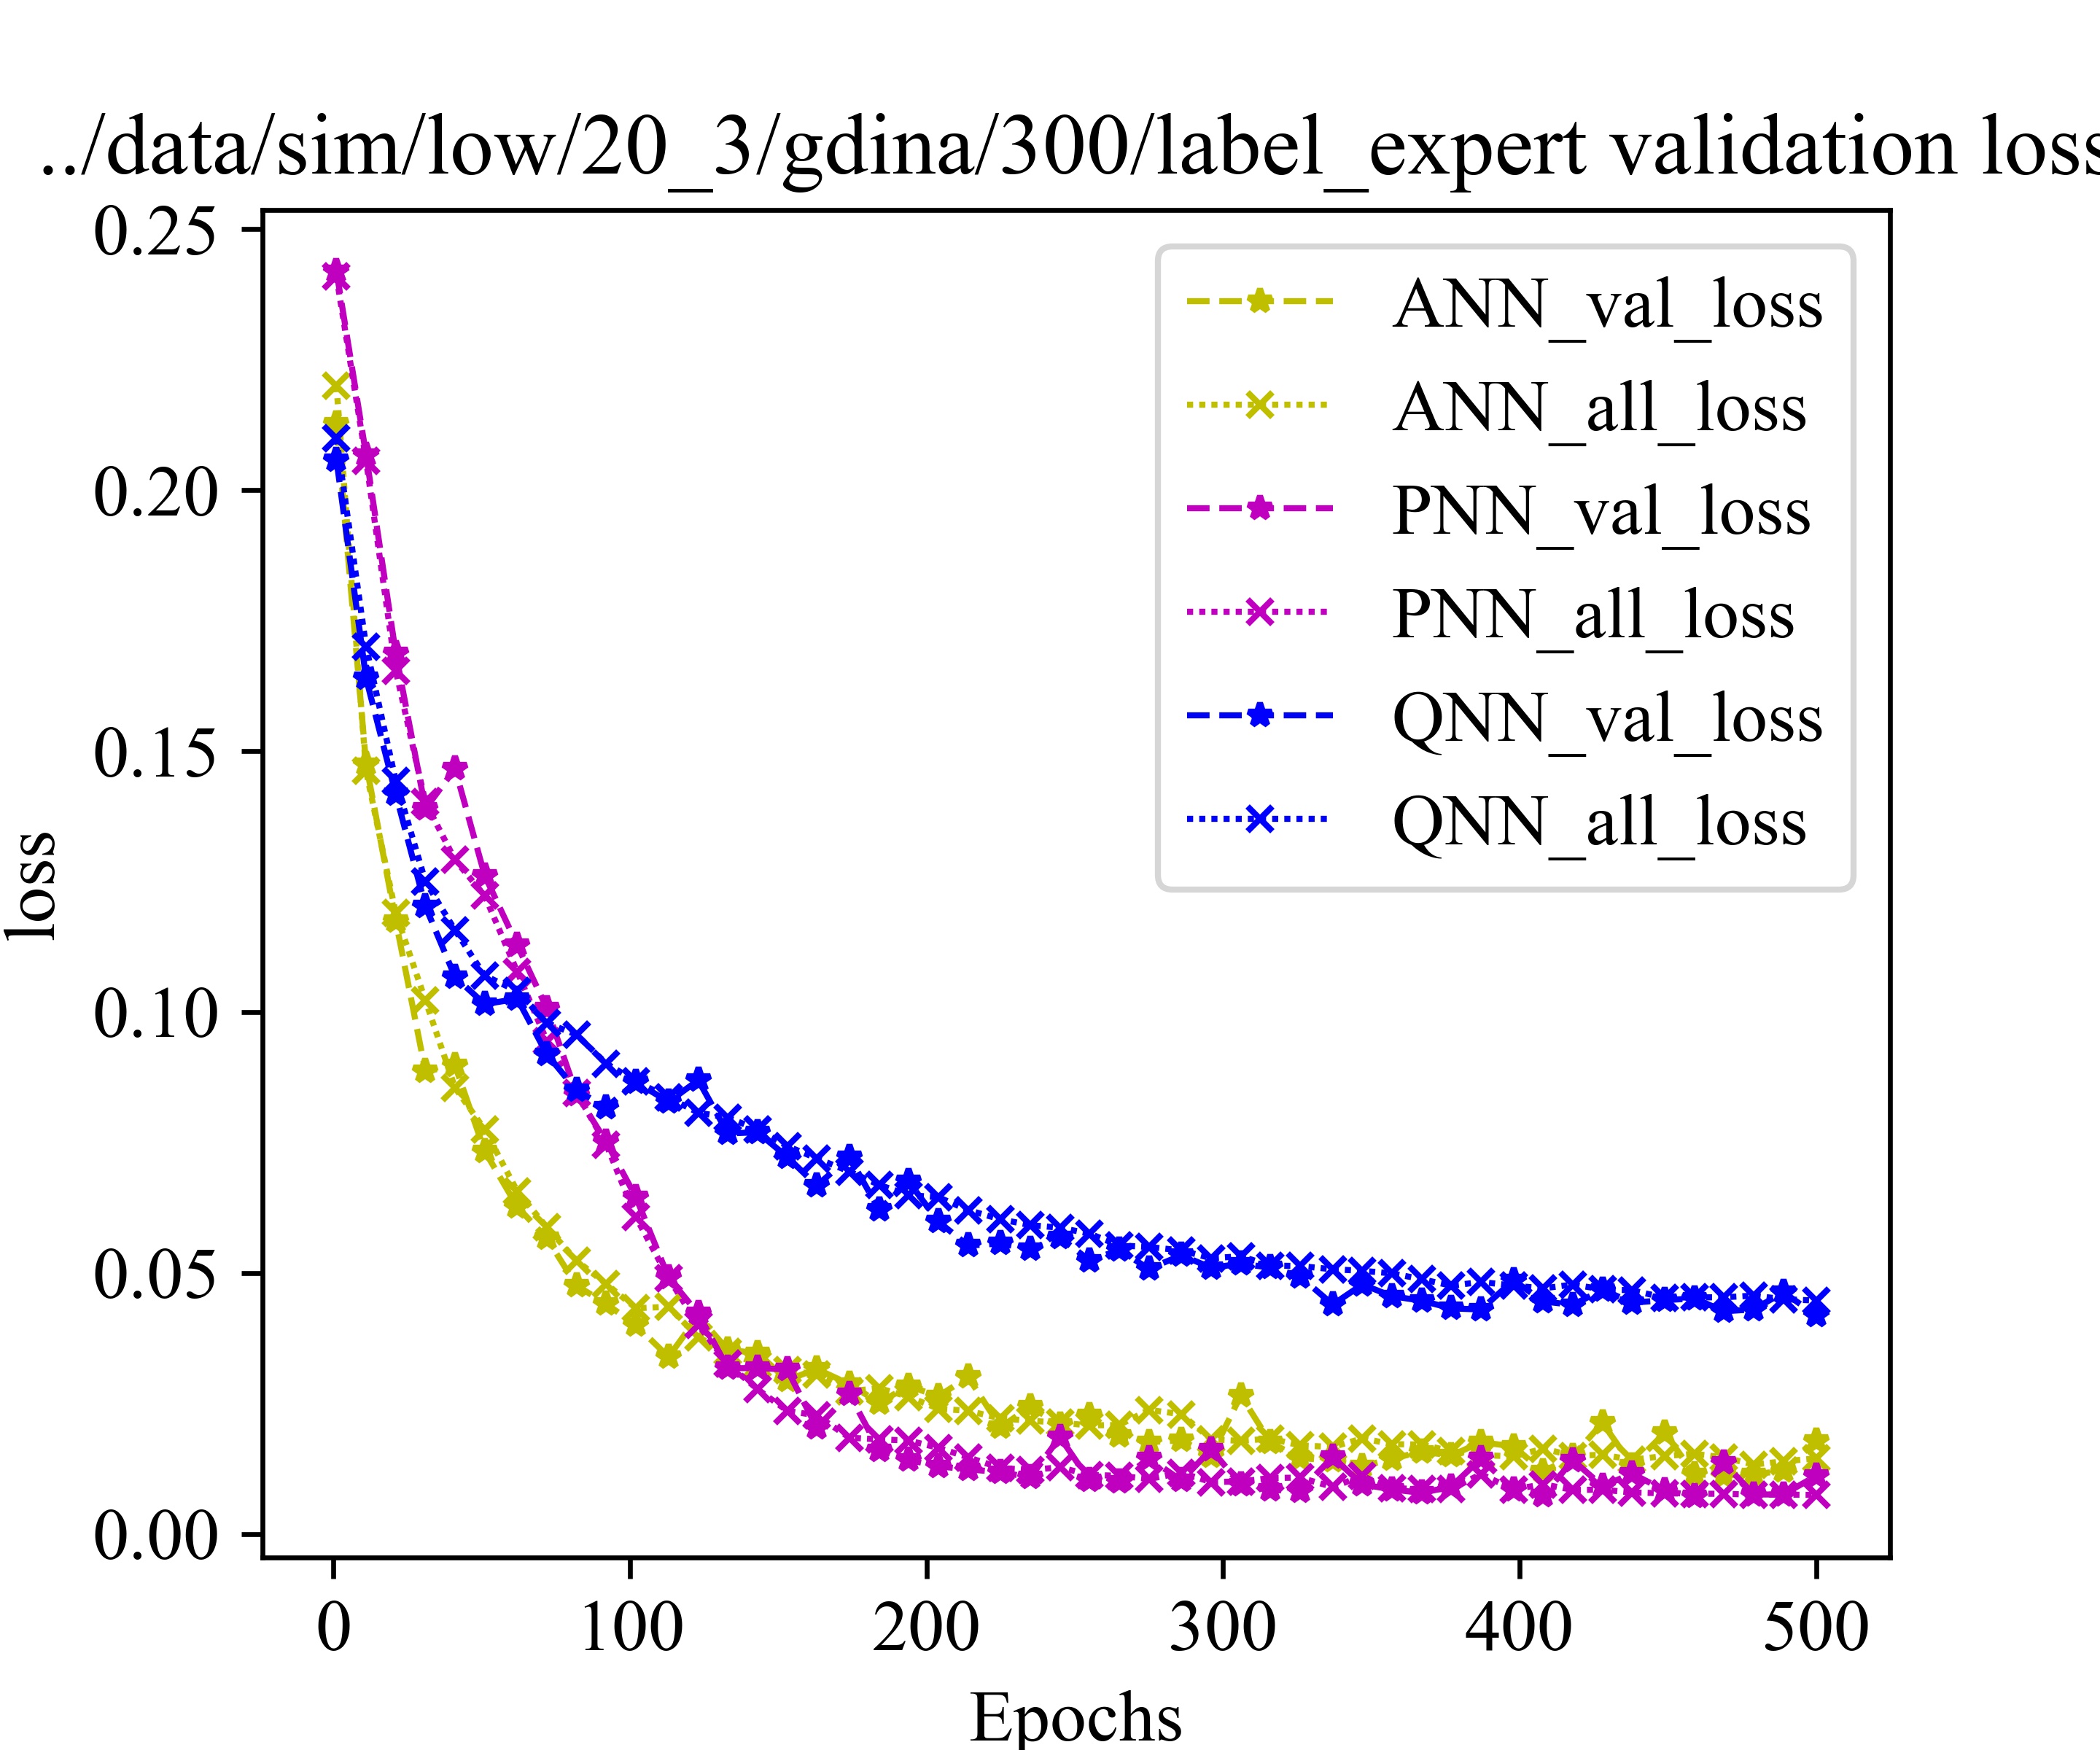 ../data/sim/low/20_3/gdina/300/label_expert validation loss
0.25
0.20
0.15
0.10
0.05
0.00
loss
ANN_val_loss
ANN_all_loss
PNN_val_loss
PNN_all_loss
QNN_val_loss
QNN_all_loss
0 100 200 300 400 500
Epochs